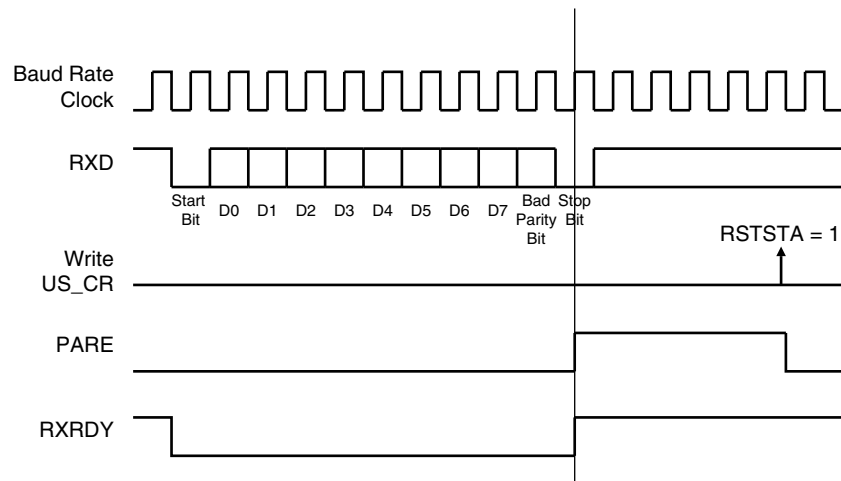 Baud Rate
Clock
RXD
Start
Bit
D0 D1 D2 D3 D4 D5 D6 D7
Bad
Parity
Bit
Stop
Bit
RSTSTA = 1
Write
US_CR
PARE
RXRDY